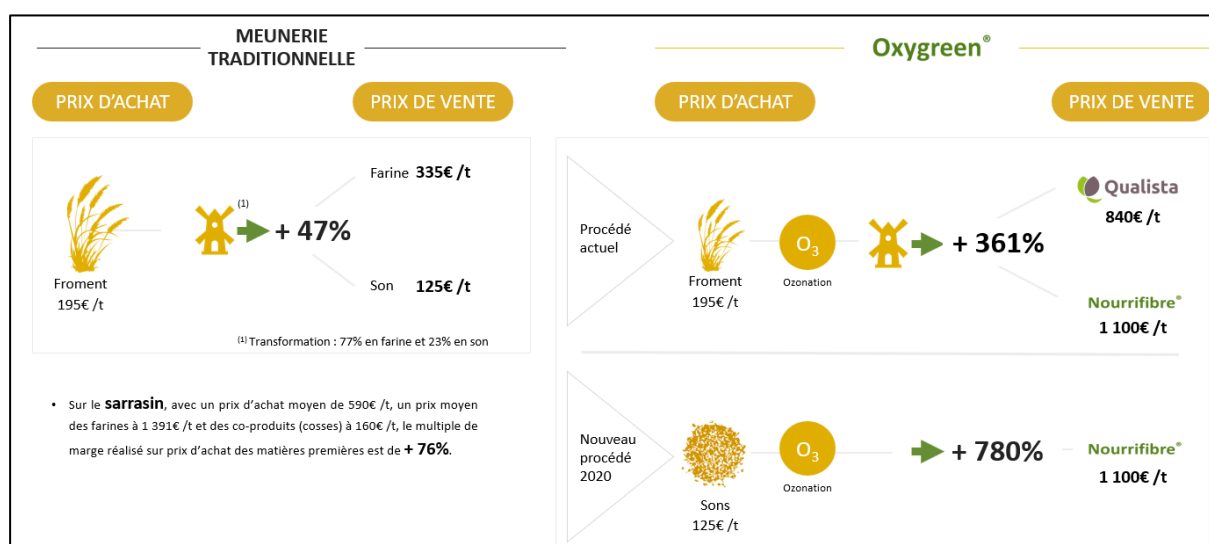 MEUNERIE
TRADITIONNELLE
PRIX D'ACHAT
PRIX DE VENTE
Farine 335€ /t
(1)
+ 47%
Froment
195€ /t
Son 125€ /t
(1) Transformation : 77% en farine et 23% en son
• Sur le sarrasin, avec un prix d'achat moyen de 590€ /t, un prix moyen
des farines à 1 391€ /t et des co-produits (cosses) à 160€ /t, le multiple de
marge réalisé sur prix d'achat des matières premières est de + 76%.
Oxygreen®
PRIX D'ACHAT
PRIX DE VENTE
Procédé
actuel
Froment
195€ /t
O3
Ozonation
+ 361%
Qualista
840€ /t
Nourrifibre®
1 100€ /t
Nouveau
procédé
2020
Sons
125€ /t
O3
Ozonation
+ 780%
Nourrifibre®
1 100€ /t